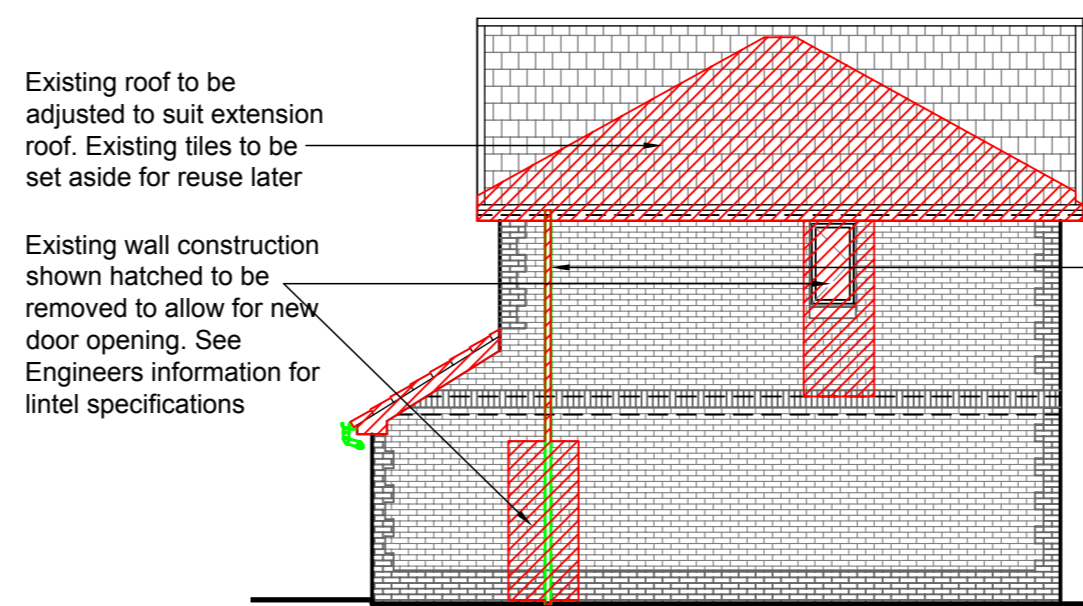 Existing roof to be
adjusted to suit extension
roof. Existing tiles to be
set aside for reuse later
Existing wall construction
shown hatched to be
removed to allow for new
door opening. See
Engineers information for
lintel specifications